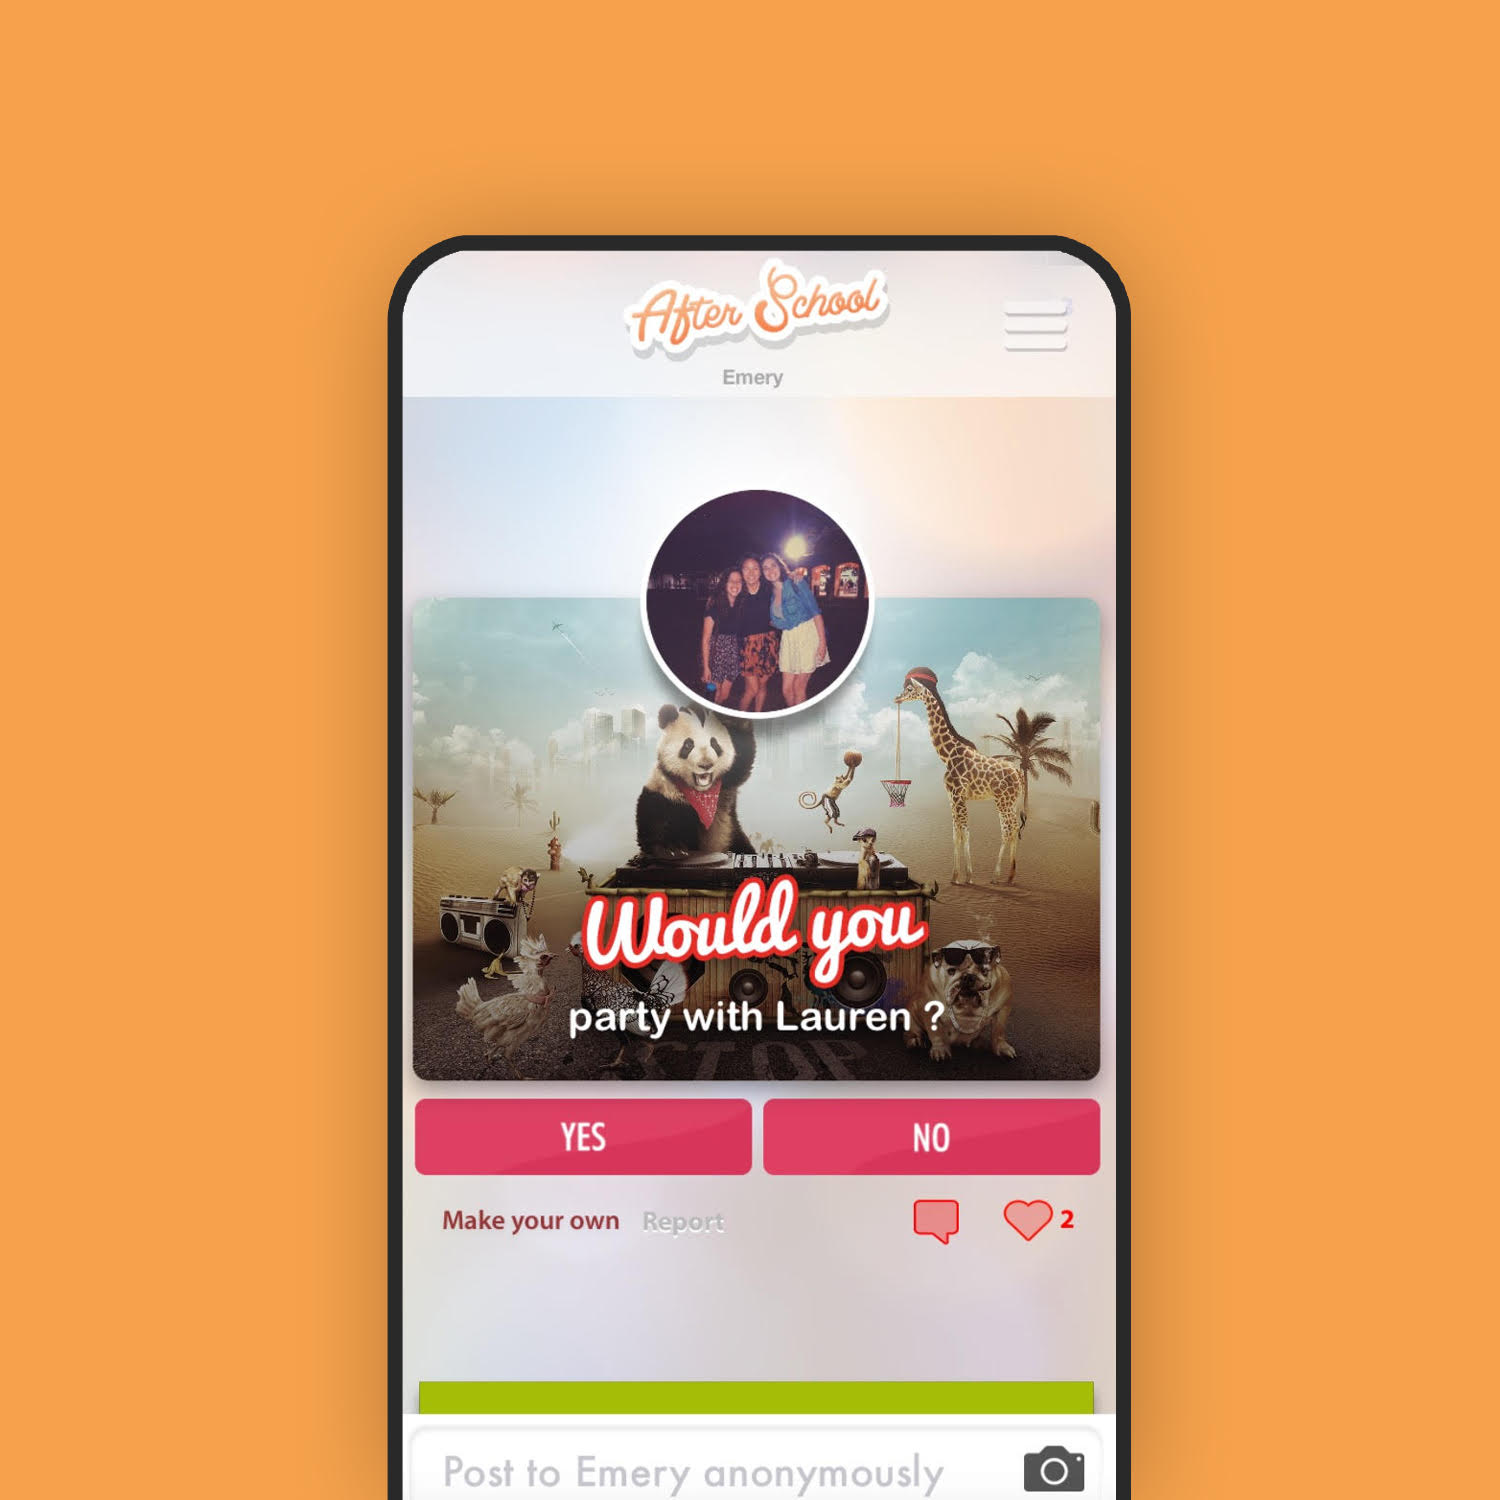 After School
Emery
Would you
party with Lauren ?
STOP
YES
NO
Make your own
Report
2
Post to Emery anonymously